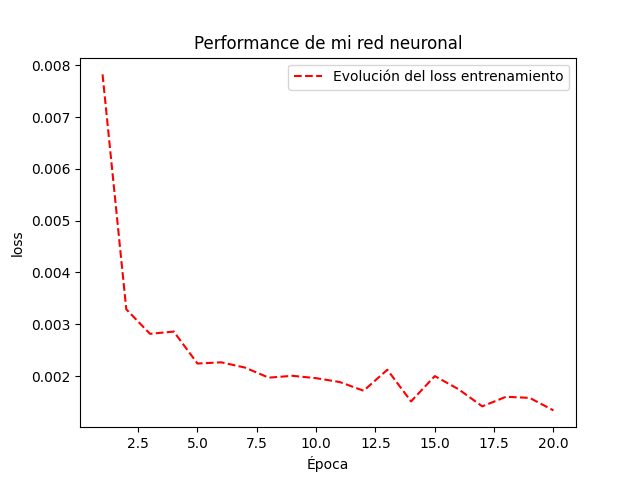 Performance de mi red neuronal
Evolución del loss entrenamiento
0.008
0.007
0.006
0.005
0.004
0.003
0.002
loss
2.5 5.0 7.5 10.0 12.5 15.0 17.5 20.0
Época